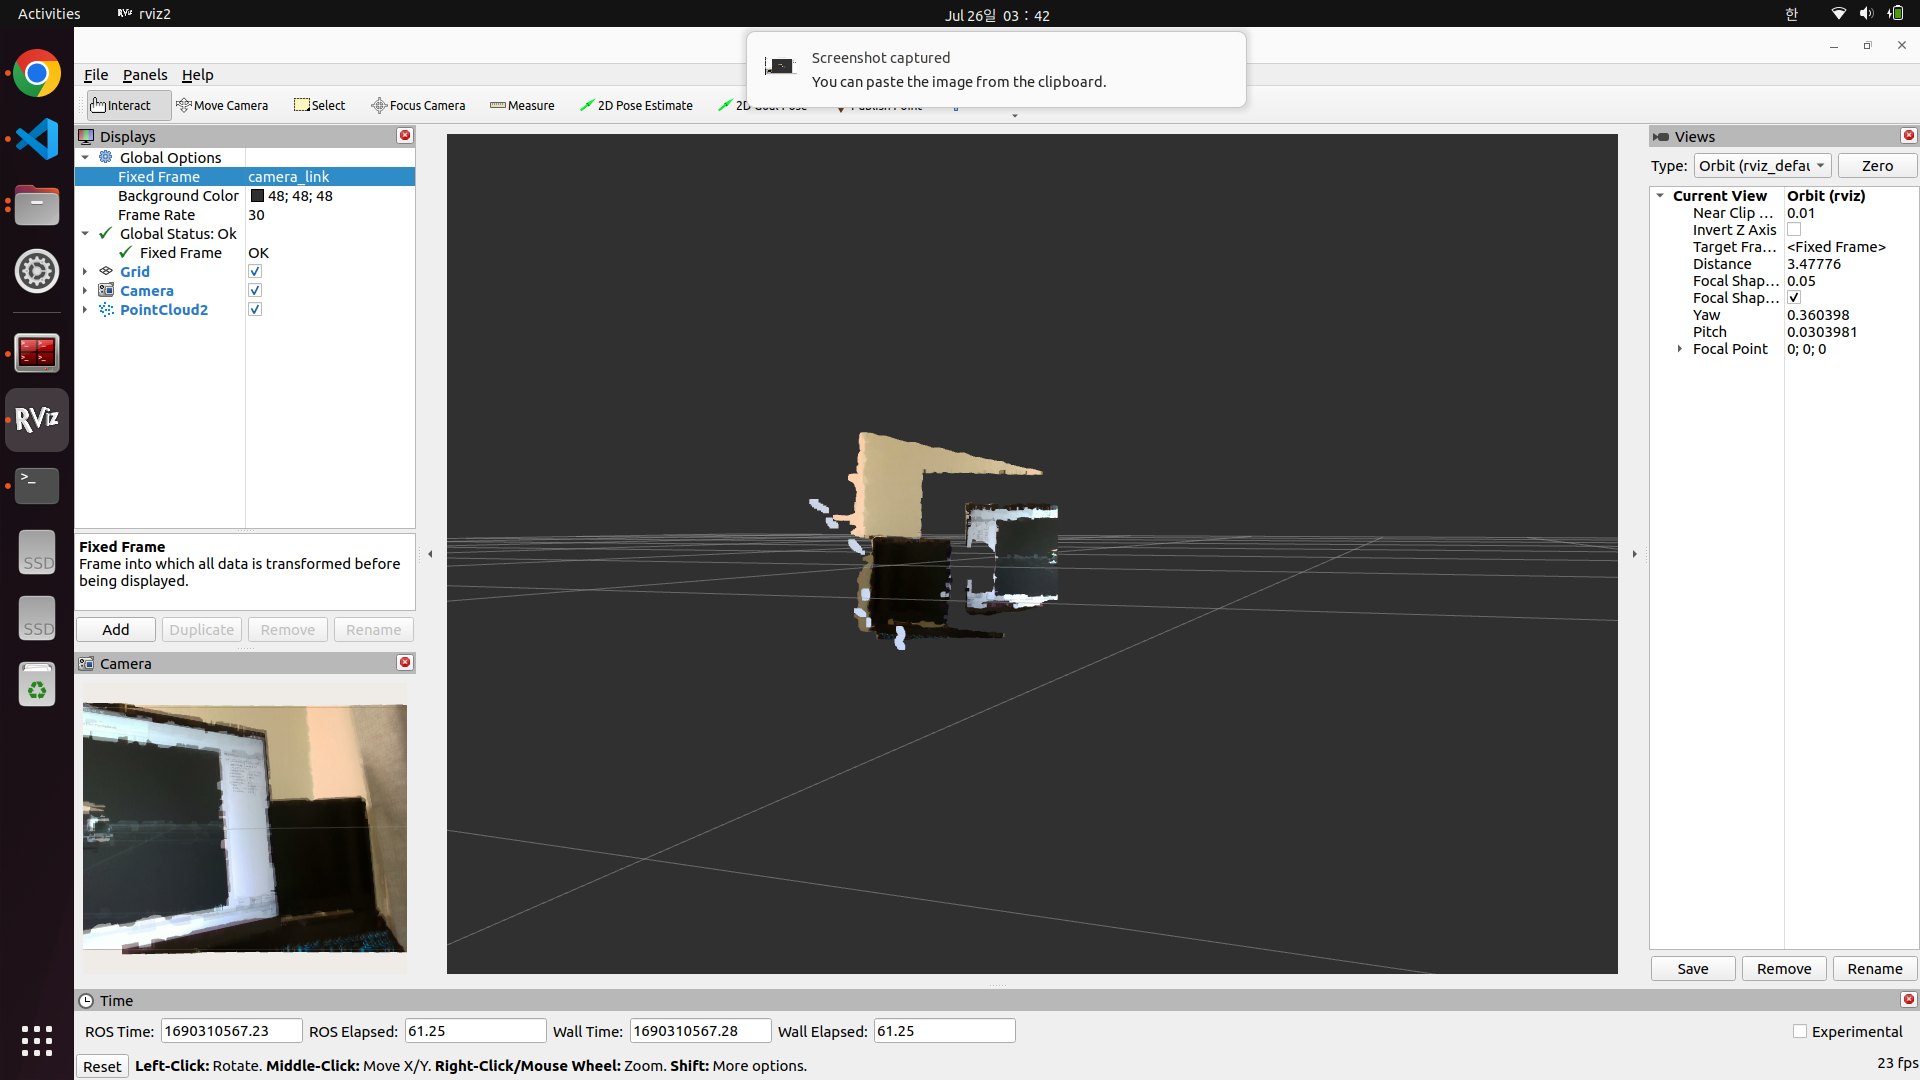 Activities
rviz2
Jul 26일 03 : 42
한
Screenshot captured
You can paste the image from the clipboard.
File Panels Help
Interact Move Camera Select Focus Camera Measure 2D Pose Estimate
Displays
Global Options
Fixed Frame camera_link
Background Color 48; 48; 48
Frame Rate 30
Global Status: Ok
Fixed Frame OK
Grid
Camera
PointCloud2
Fixed Frame
Frame into which all data is transformed before
being displayed.
Add Duplicate Remove Rename
Camera
Views
Type: Orbit (rviz_defau Zero
Current View Orbit (rviz)
Near Clip ... 0.01
Invert Z Axis
Target Fra... <Fixed Frame>
Distance 3.47776
Focal Shap... 0.05
Focal Shap...
Yaw 0.360398
Pitch 0.0303981
Focal Point 0; 0; 0
Save Remove Rename
RViz
>_
SSD
SSD
Time
ROS Time: 1690310567.23 ROS Elapsed: 61.25 Wall Time: 1690310567.28 Wall Elapsed: 61.25 Experimental
Reset Left-Click: Rotate. Middle-Click: Move X/Y. Right-Click/Mouse Wheel: Zoom. Shift: More options. 23 fps